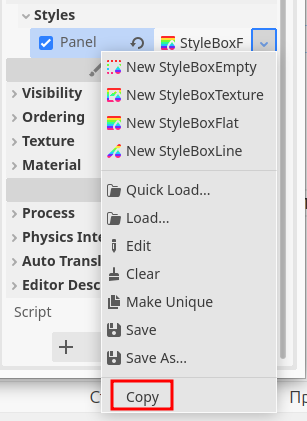 Styles
Panel
StyleBoxF
New StyleBoxEmpty
New StyleBoxTexture
New StyleBoxFlat
New StyleBoxLine
Visibility
Ordering
Texture
Material
Quick Load...
Load...
Edit
Clear
Make Unique
Save
Save As...
Copy
Process
Physics Inte
Auto Transl
Editor Desc
Script